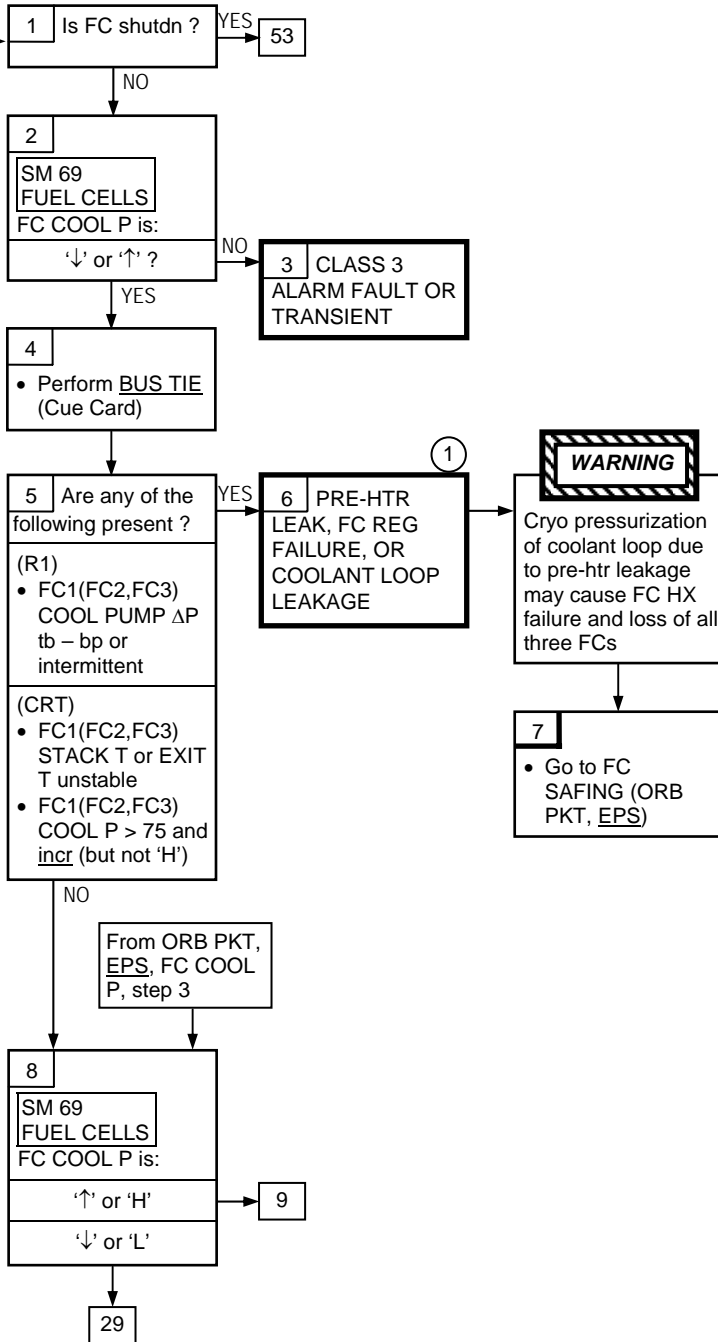 1 Is FC shutdn ?
YES
53
NO
2
SM 69
FUEL CELLS
FC COOL P is:
‘↓’ or ‘↑’ ?
NO
3 CLASS 3
ALARM FAULT OR
TRANSIENT
YES
4
• Perform BUS TIE
(Cue Card)
5 Are any of the
following present ?
(R1)
• FC1(FC2,FC3)
COOL PUMP ΔP
tb – bp or
intermittent
(CRT)
• FC1(FC2,FC3)
STACK T or EXIT
T unstable
• FC1(FC2,FC3)
COOL P > 75 and
incr (but not ‘H’)
YES
1
6 PRE-HTR
LEAK, FC REG
FAILURE, OR
COOLANT LOOP
LEAKAGE
WARNING
Cryo pressurization
of coolant loop due
to pre-htr leakage
may cause FC HX
failure and loss of all
three FCs
7
• Go to FC
SAFING (ORB
PKT, EPS)
NO
From ORB PKT,
EPS, FC COOL
P, step 3
8
SM 69
FUEL CELLS
FC COOL P is:
‘↑’ or ‘H’
9
‘↓’ or ‘L’
29